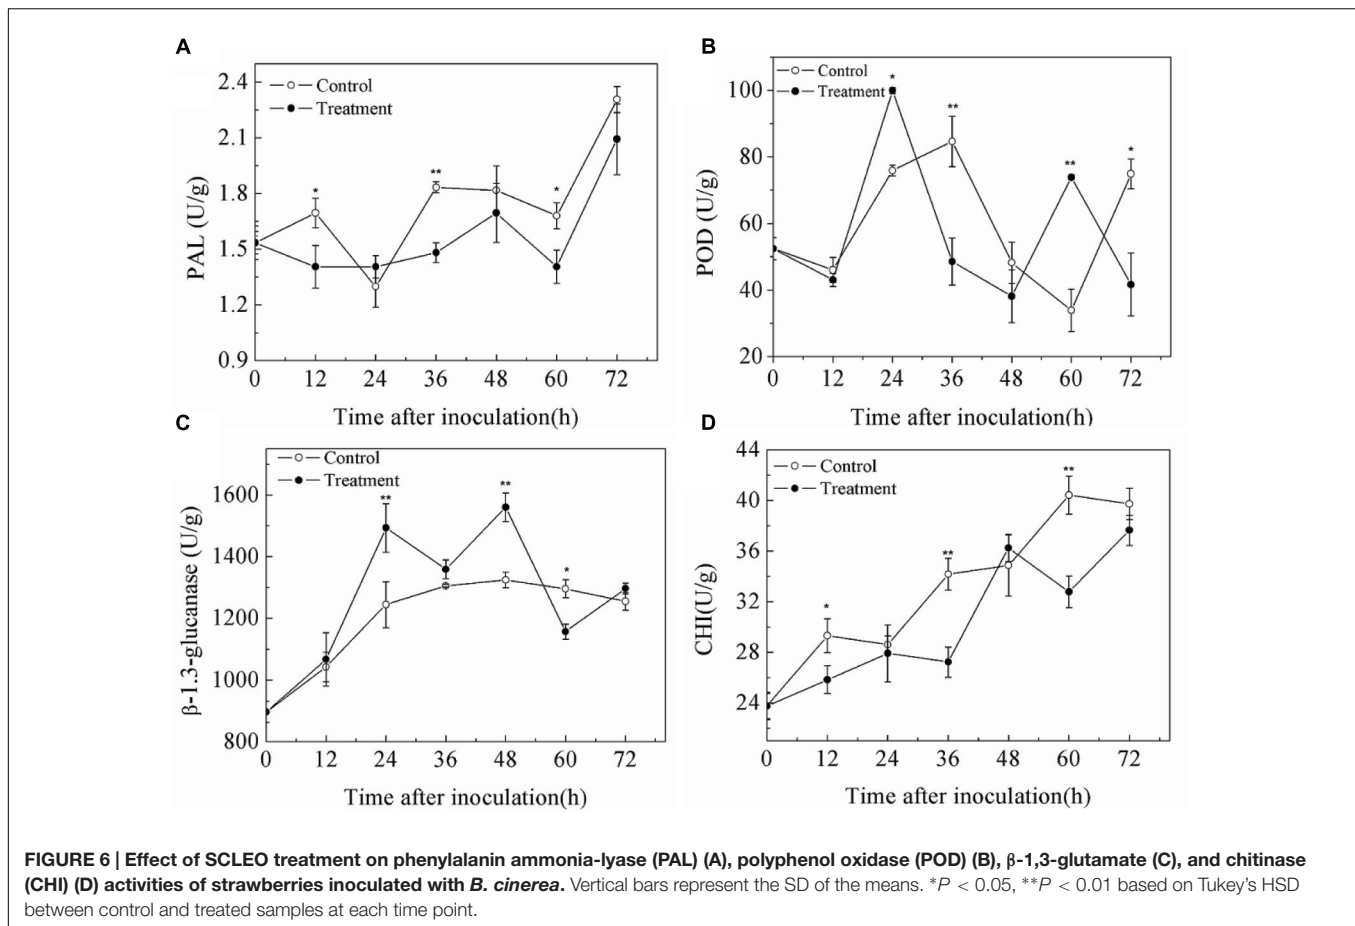 A
Control
Treatment
2.4
2.1
1.8
1.5
1.2
0.9
PAL (U/g)
*
**
*
0 12 24 36 48 60 72
Time after inoculation(h)
B
Control
Treatment
100
80
60
40
20
POD (U/g)
*
**
**
*
0 12 24 36 48 60 72
Time after inoculation(h)
C
Control
Treatment
1600
1400
1200
1000
800
β-1.3-glucanase (U/g)
**
**
*
0 12 24 36 48 60 72
Time after inoculation(h)
D
Control
Treatment
44
40
36
32
28
24
CHI(U/g)
*
**
**
0 12 24 36 48 60 72
Time after inoculation(h)
FIGURE 6 | Effect of SCLEO treatment on phenylalanin ammonia-lyase (PAL) (A), polyphenol oxidase (POD) (B), β-1,3-glutamate (C), and chitinase
(CHI) (D) activities of strawberries inoculated with B. cinerea. Vertical bars represent the SD of the means. *P < 0.05, **P < 0.01 based on Tukey's HSD
between control and treated samples at each time point.